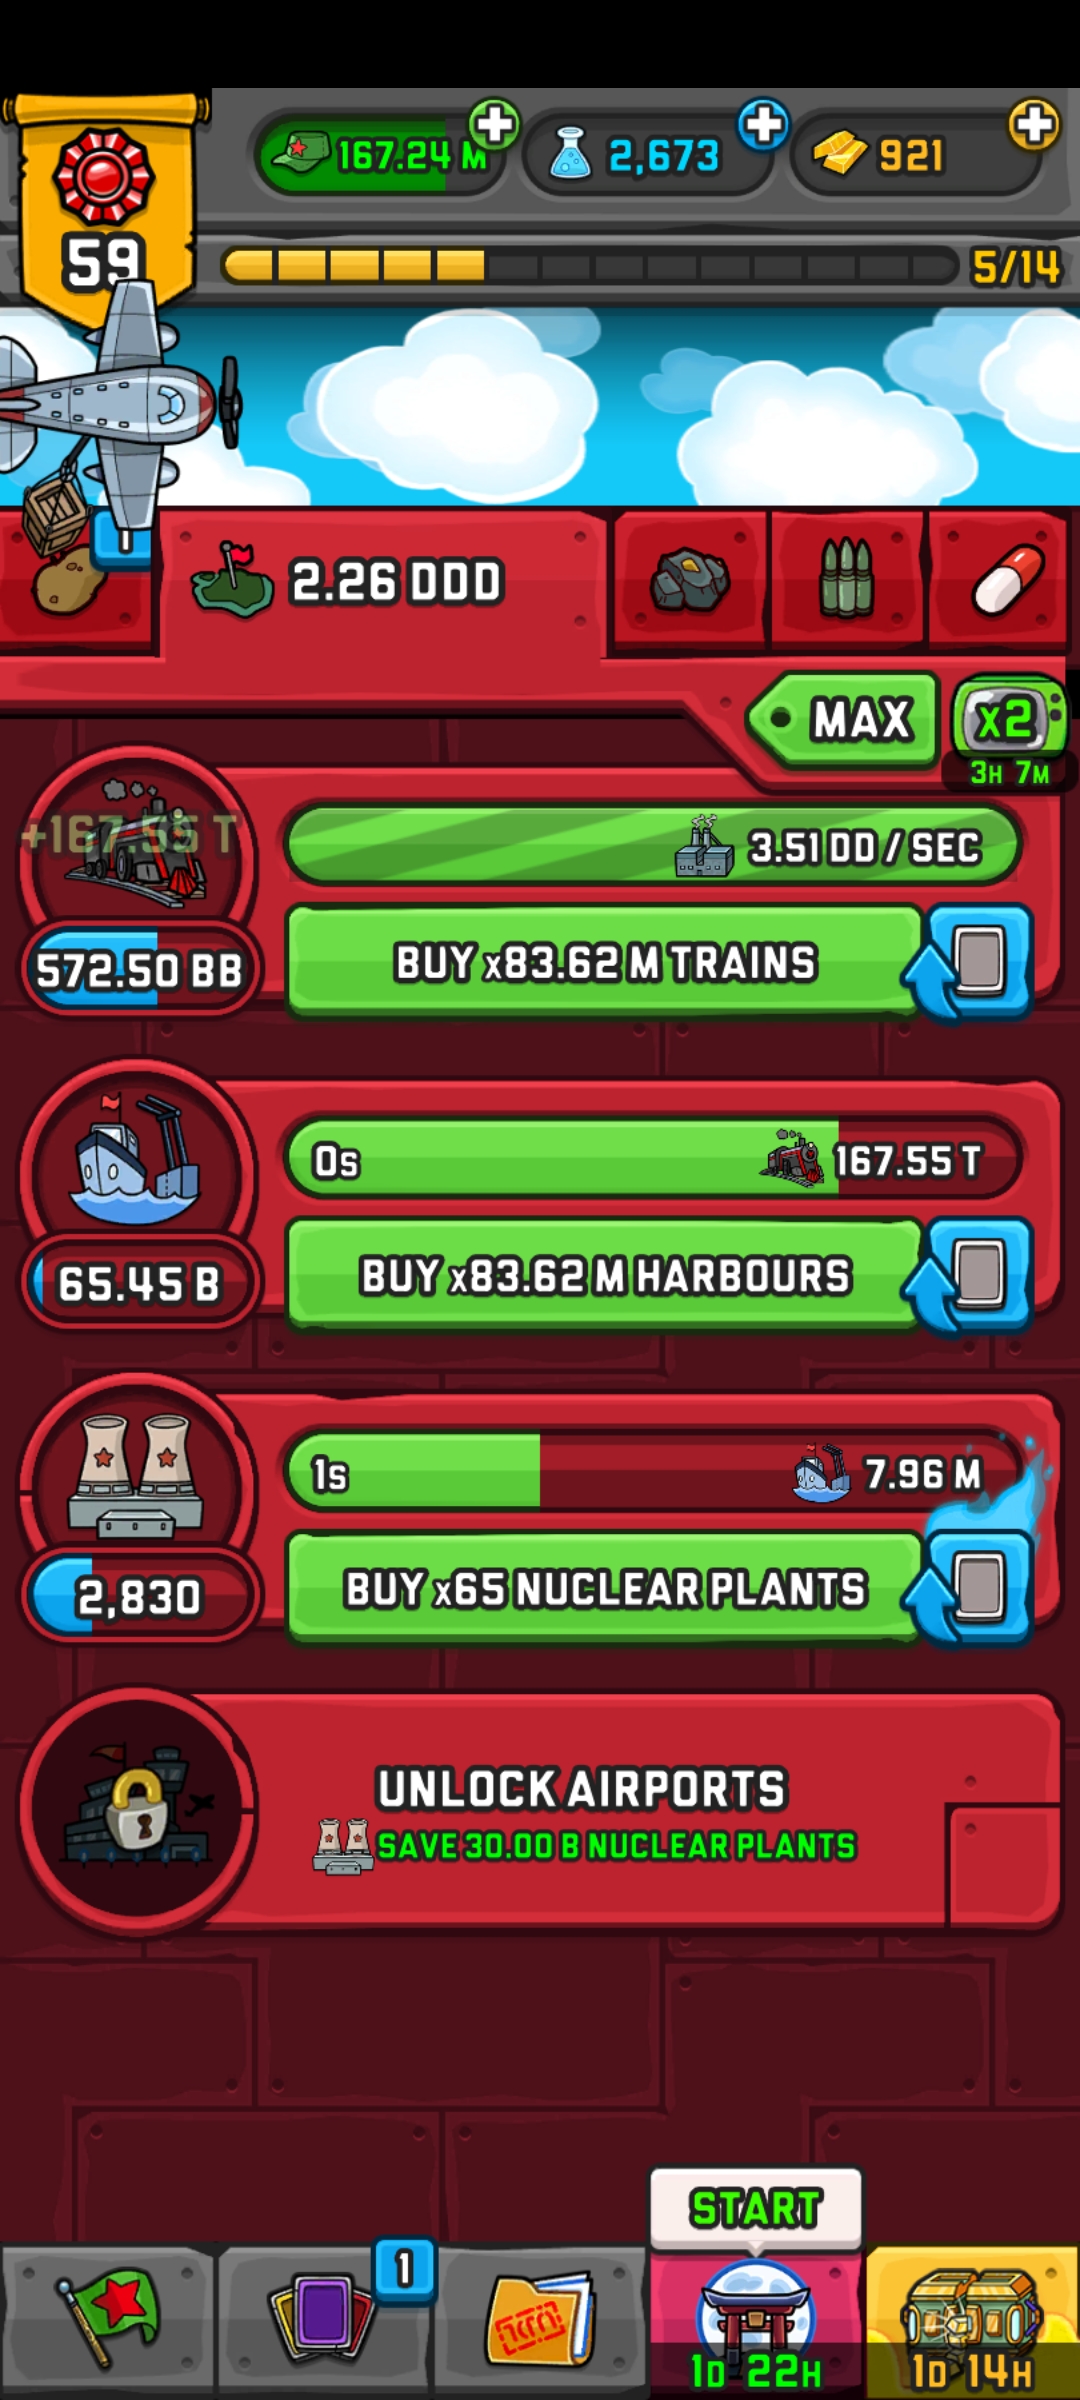 167.24 M
2,673
921
59
5/14
2.26 DDD
MAX
x2
3H 7M
+167.55 T
3.51 DD / SEC
572.50 BB
BUY x83.62 M TRAINS
0s
167.55 T
65.45 B
BUY x83.62 M HARBOURS
1s
7.96 M
2,830
BUY x65 NUCLEAR PLANTS
UNLOCK AIRPORTS
SAVE 30.00 B NUCLEAR PLANTS
START
1
1D 22H
1D 14H